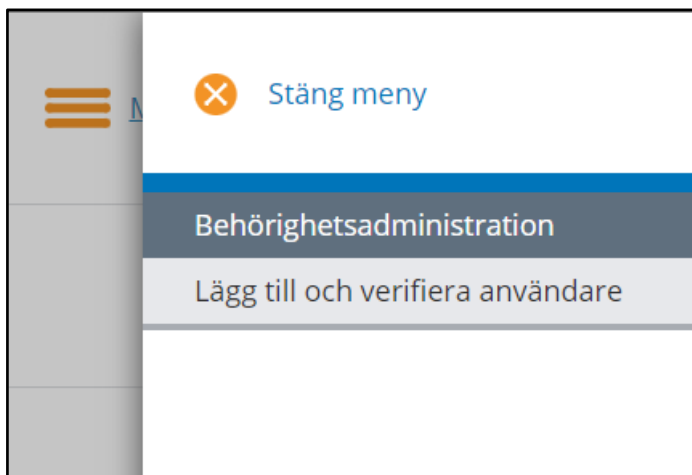 Stäng meny
Behörighetsadministration
Lägg till och verifiera användare